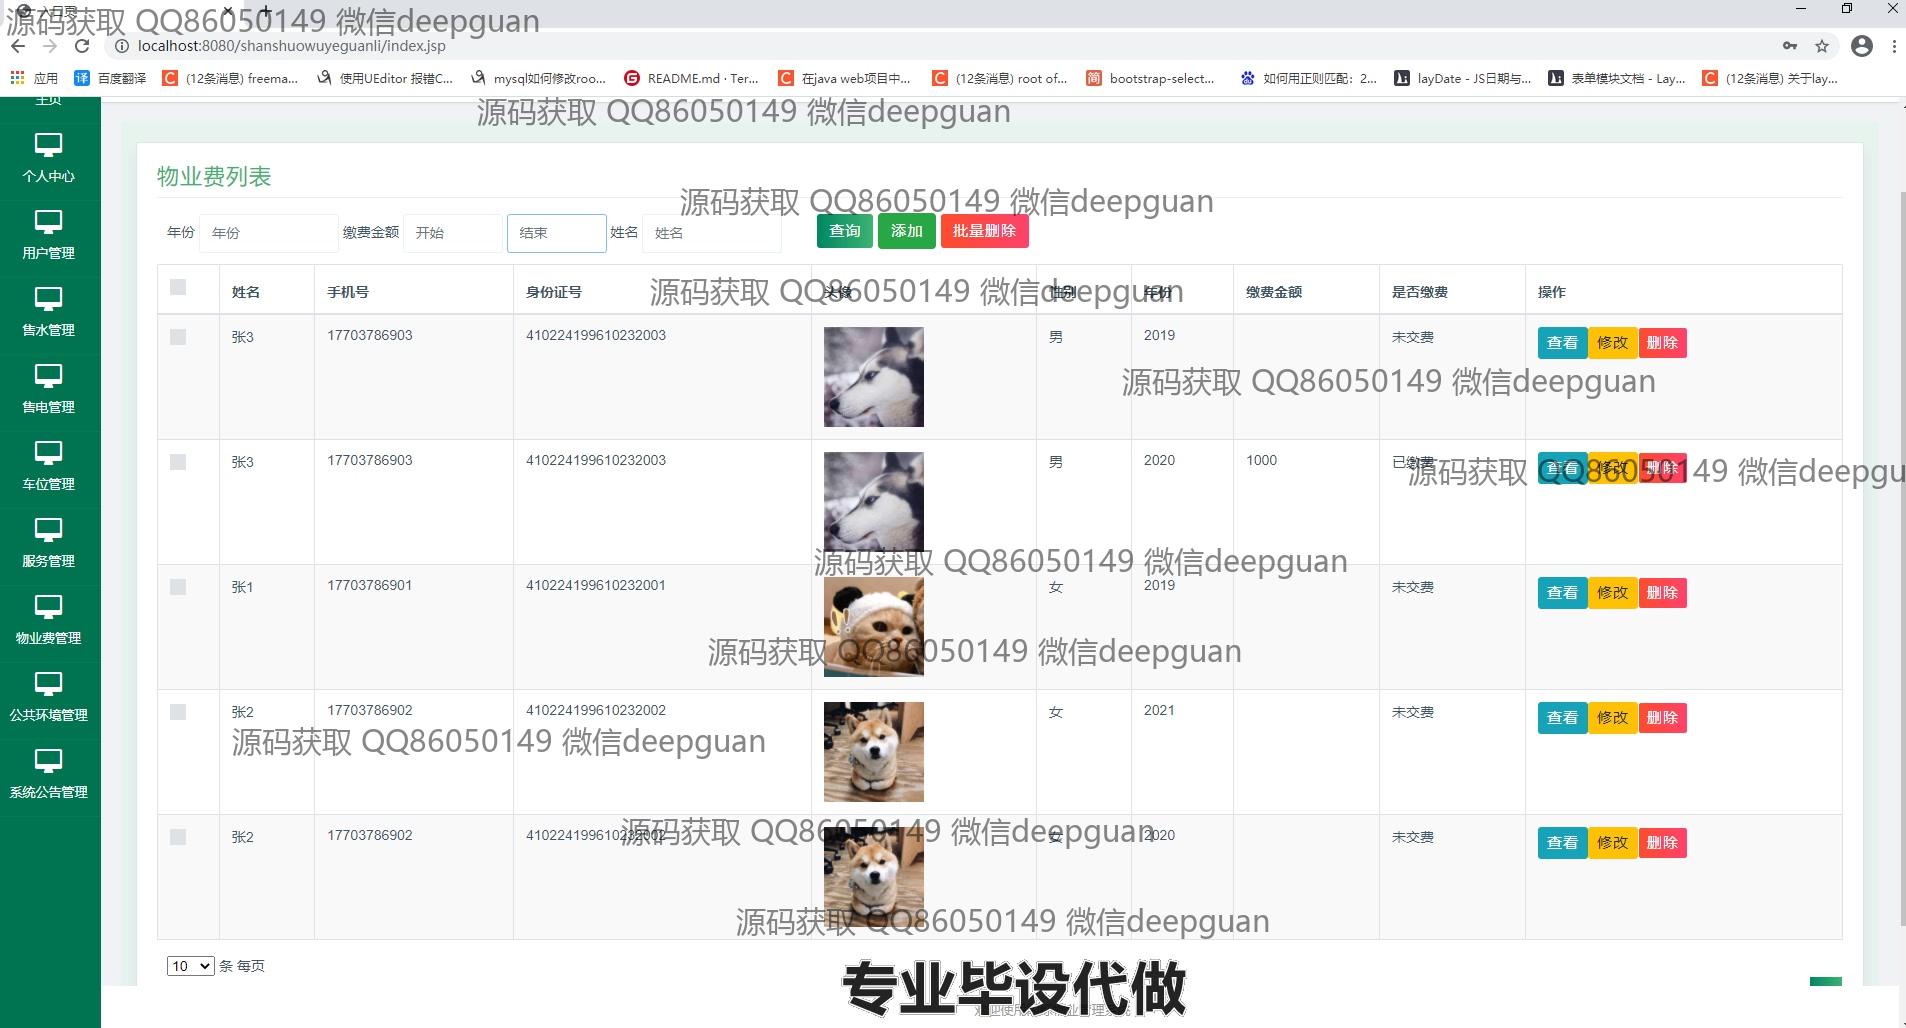 源码获取 QQ86050149 微信deepguan
localhost:8080/shanshuowuyeguanli/index.jsp
应用 百度翻译 (12条消息) freema... 使用UEditor 报错C... mysql如何修改roo... README.md · Ter... 在java web项目中... (12条消息) root of... bootstrap-select... 如何用正则匹配：2... layDate - JS日期与... 表单模块文档 - Lay... (12条消息) 关于lay...
主页
源码获取 QQ86050149 微信deepguan
个人中心
用户管理
售水管理
售电管理
车位管理
服务管理
物业费管理
公共环境管理
系统公告管理
物业费列表
源码获取 QQ86050149 微信deepguan
年份 年份 缴费金额 开始 结束 姓名 姓名 查询 添加 批量删除
姓名 手机号 身份证号 头像 性别 年份 缴费金额 是否缴费 操作
源码获取 QQ86050149 微信deepguan
张3 17703786903 410224199610232003 男 2019 未交费 查看 修改 删除
源码获取 QQ86050149 微信deepguan
张3 17703786903 410224199610232003 男 2020 1000 已缴费 查看 修改 删除
源码获取 QQ86050149 微信deepgu
源码获取 QQ86050149 微信deepguan
张1 17703786901 410224199610232001 女 2019 未交费 查看 修改 删除
源码获取 QQ86050149 微信deepguan
张2 17703786902 410224199610232002 女 2021 未交费 查看 修改 删除
源码获取 QQ86050149 微信deepguan
张2 17703786902 410224199610232002 女 2020 未交费 查看 修改 删除
源码获取 QQ86050149 微信deepguan
源码获取 QQ86050149 微信deepguan
10 条 每页
专业毕设代做